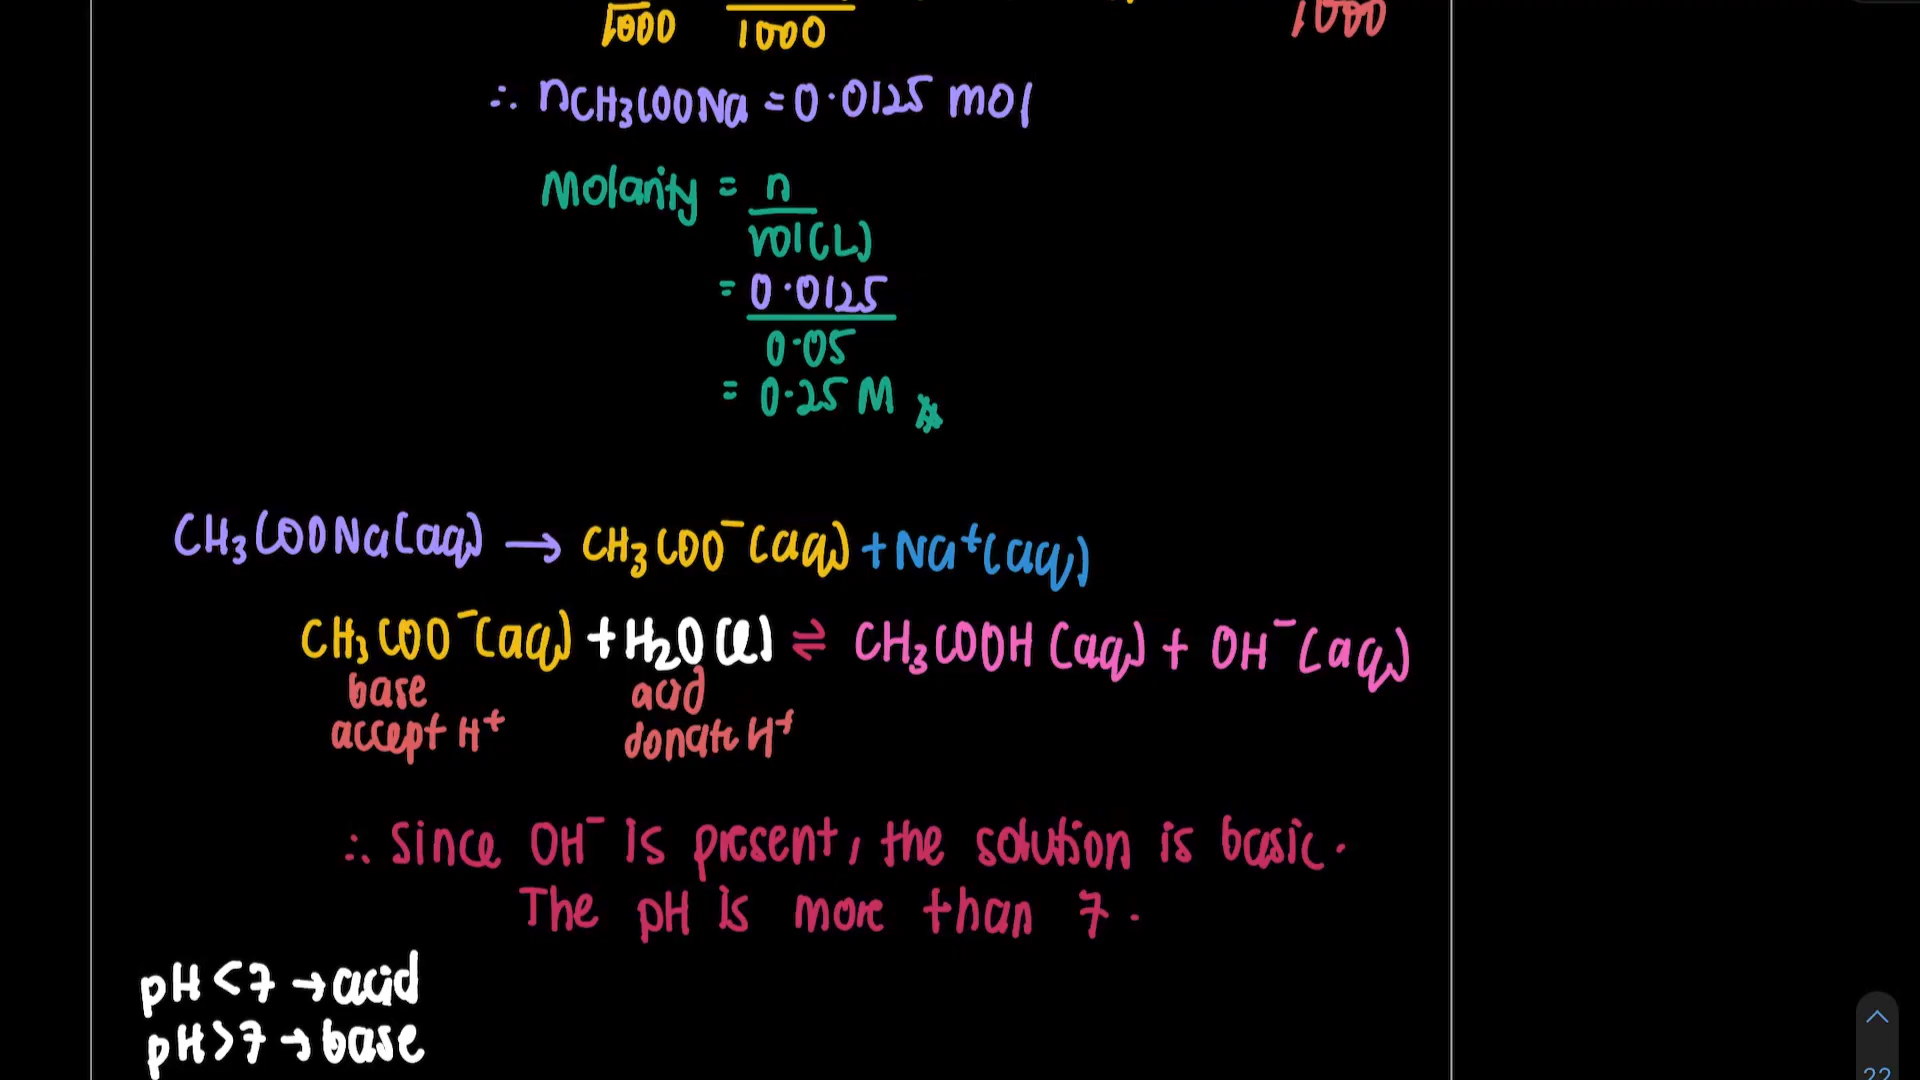 1000 1000 1000
∴ nCH₃COONa = 0.0125 mol
Molarity = n
vol(L)
= 0.0125
0.05
= 0.25 M
CH₃COONa(aq) → CH₃COO⁻(aq) + Na⁺(aq)
CH₃COO⁻(aq) + H₂O(l) ⇌ CH₃COOH(aq) + OH⁻(aq)
base acid
accept H⁺ donate H⁺
∴ Since OH⁻ is present, the solution is basic.
The pH is more than 7.
pH < 7 → acid
pH > 7 → base
22